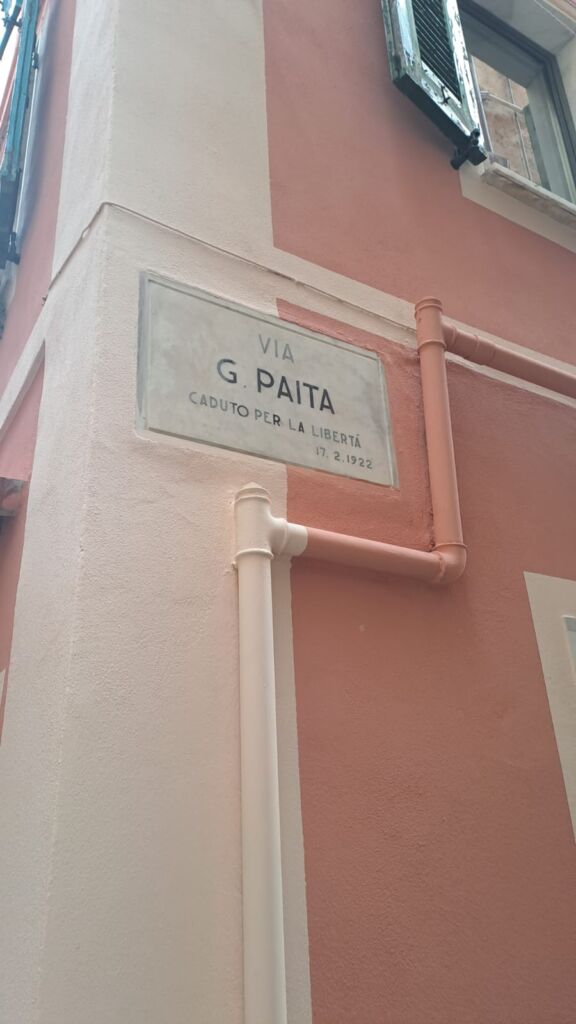 VIA
G. PAITA
CADUTO PER LA LIBERTÁ
17. 2. 1922